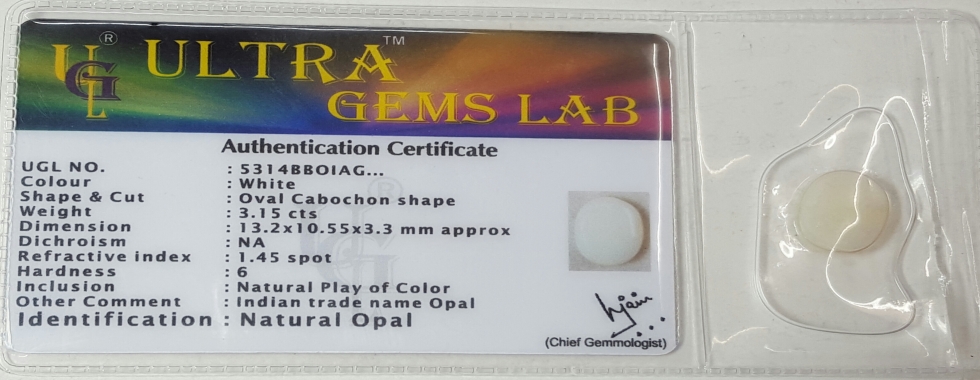 UGL ®
ULTRA™
GEMS LAB
Authentication Certificate
UGL NO. : 5314BBOIAG...
Colour : White
Shape & Cut : Oval Cabochon shape
Weight : 3.15 cts
Dimension : 13.2x10.55x3.3 mm approx
Dichroism : NA
Refractive index : 1.45 spot
Hardness : 6
Inclusion : Natural Play of Color
Other Comment : Indian trade name Opal
Identification : Natural Opal
hjain
(Chief Gemmologist)